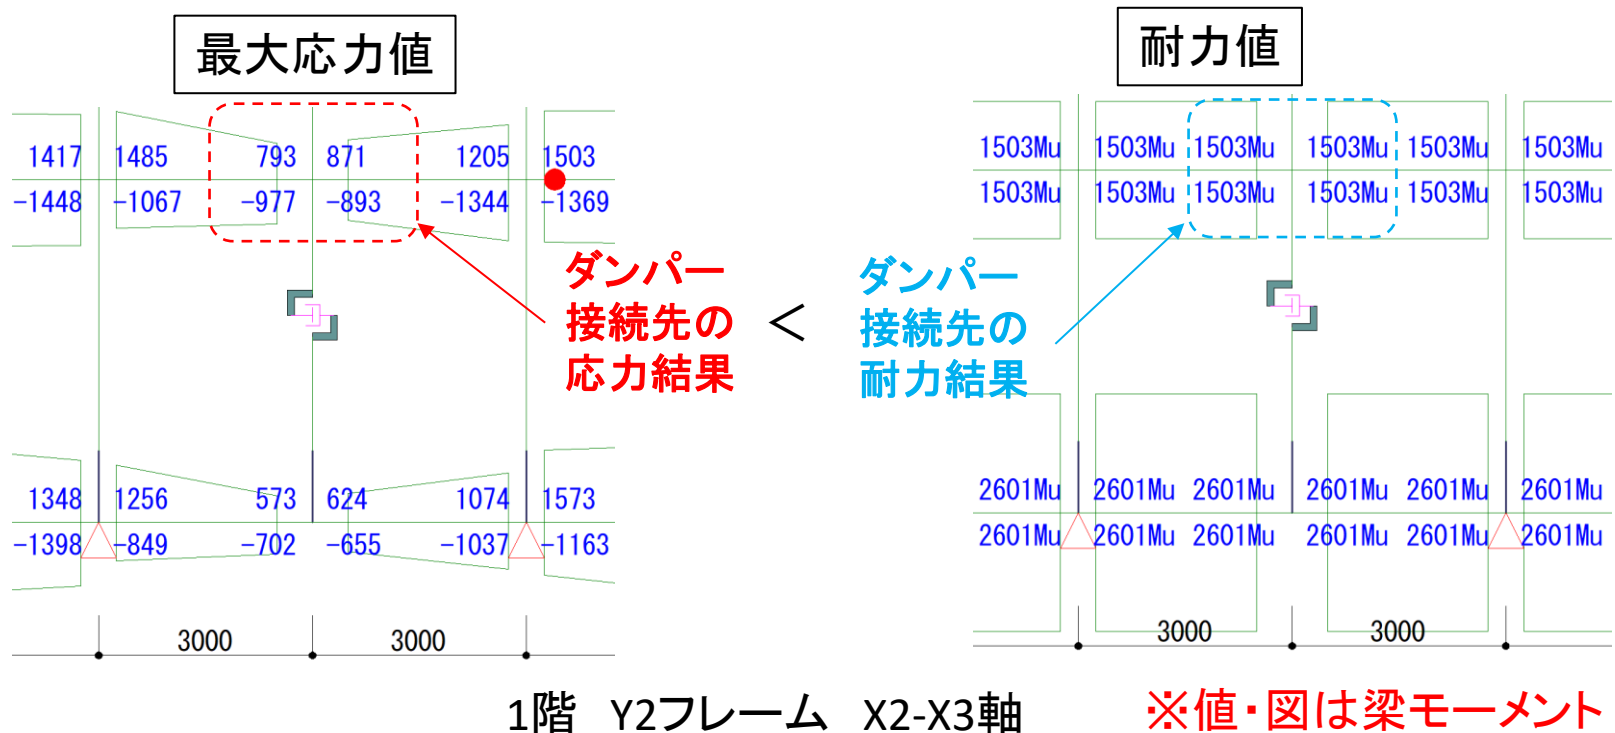 最大応力値
耐力値
1417 1485 793 871 1205 1503
-1448 -1067 -977 -893 -1344 -1369
1503Mu 1503Mu 1503Mu 1503Mu 1503Mu 1503Mu
1503Mu 1503Mu 1503Mu 1503Mu 1503Mu 1503Mu
ダンパー
接続先の
応力結果
<
ダンパー
接続先の
耐力結果
1348 1256 573 624 1074 1573
-1398 -849 -702 -655 -1037 -1163
2601Mu 2601Mu 2601Mu 2601Mu 2601Mu 2601Mu
2601Mu 2601Mu 2601Mu 2601Mu 2601Mu 2601Mu
3000 3000
3000 3000
1階 Y2フレーム X2-X3軸
※値・図は梁モーメント